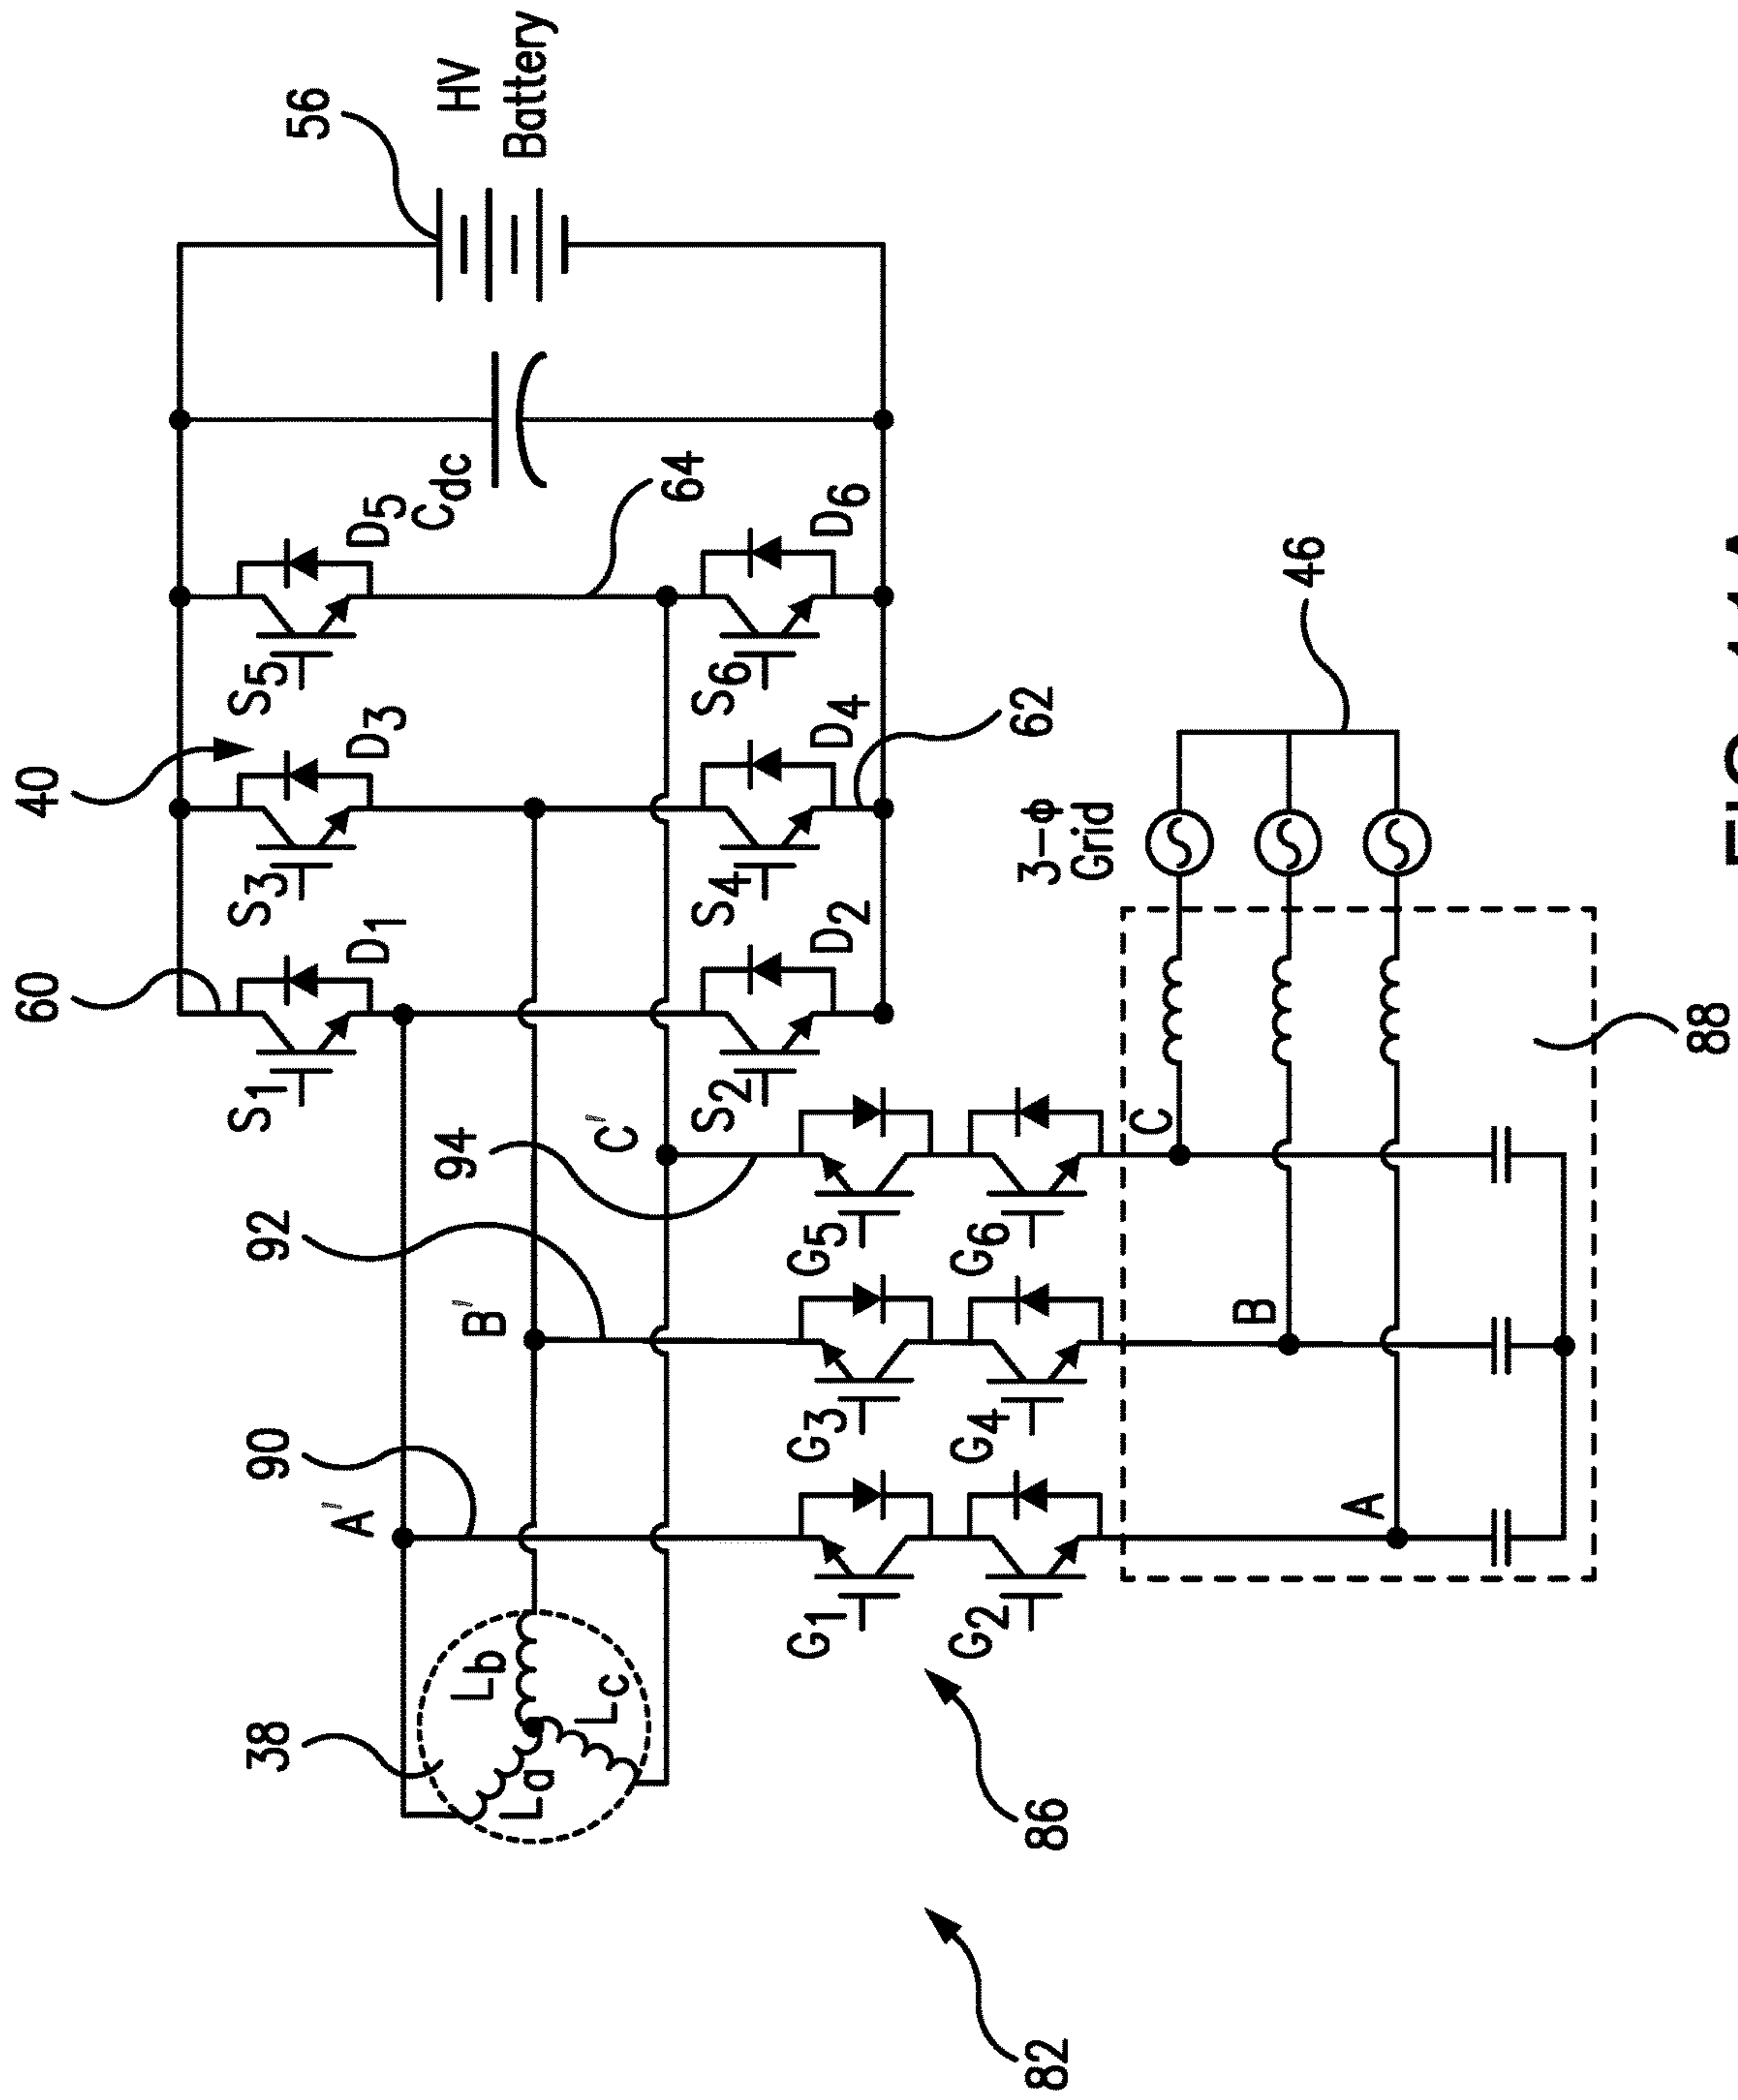 40
60
56
S1
D1
S3
D3
S5
D5
Cdc
HV
Battery
38
90
92
94
64
A'
B'
C'
La
Lb
Lc
S2
D2
S4
D4
S6
D6
62
G1
G3
G5
G2
G4
G6
86
82
3-ϕ
Grid
46
A
B
C
88